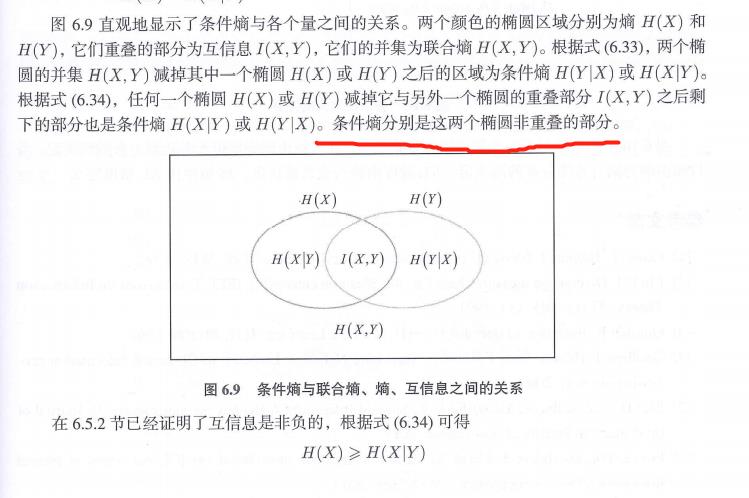 图 6.9 直观地显示了条件熵与各个量之间的关系。两个颜色的椭圆区域分别为熵 H(X) 和
H(Y)，它们重叠的部分为互信息 I(X,Y)，它们的并集为联合熵 H(X,Y)。根据式 (6.33)，两个椭
圆的并集 H(X,Y) 减掉其中一个椭圆 H(X) 或 H(Y) 之后的区域为条件熵 H(Y|X) 或 H(X|Y)。
根据式 (6.34)，任何一个椭圆 H(X) 或 H(Y) 减掉它与另外一个椭圆的重叠部分 I(X,Y) 之后剩
下的部分也是条件熵 H(X|Y) 或 H(Y|X)。条件熵分别是这两个椭圆非重叠的部分。
H(X) H(Y)
H(X|Y) I(X,Y) H(Y|X)
H(X,Y)
图 6.9 条件熵与联合熵、熵、互信息之间的关系
在 6.5.2 节已经证明了互信息是非负的，根据式 (6.34) 可得
H(X) ⩾ H(X|Y)